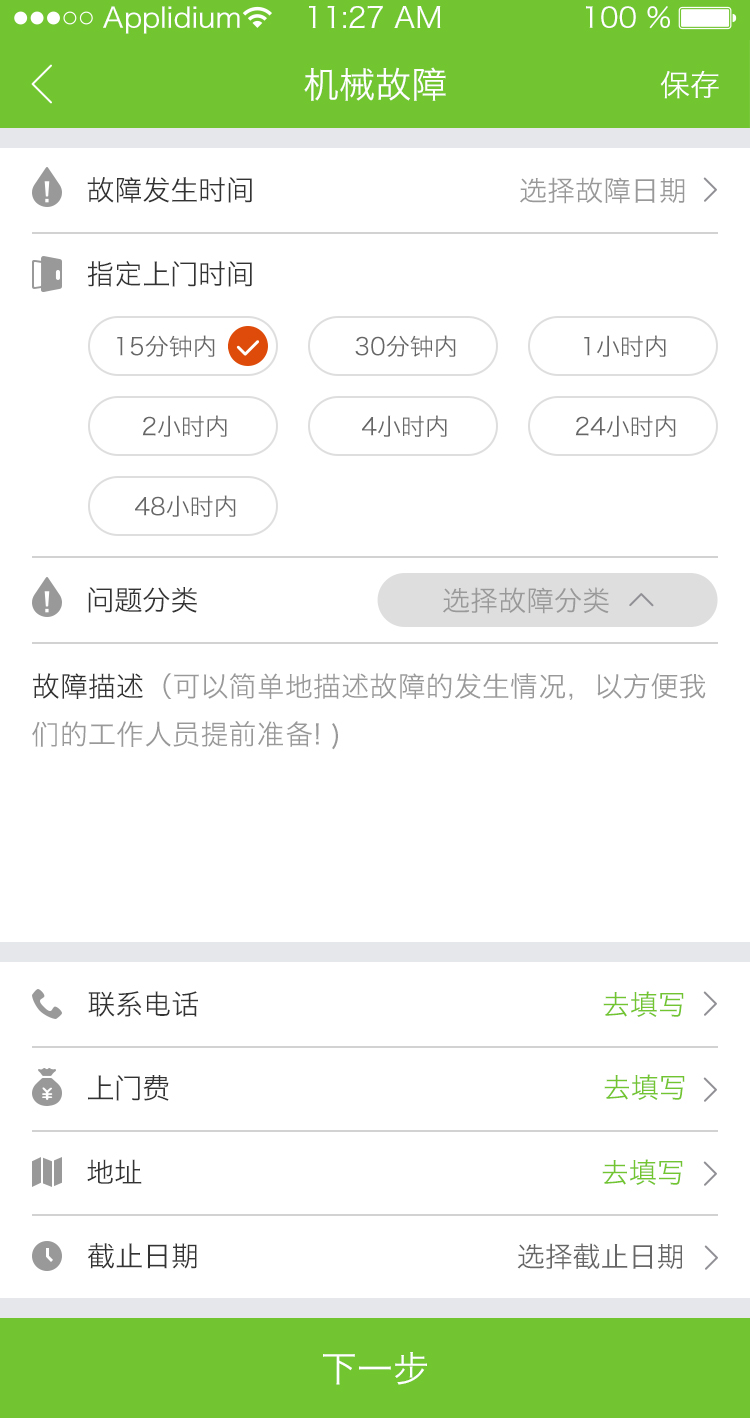 Applidium 11:27 AM 100 %
机械故障 保存
故障发生时间 选择故障日期
指定上门时间
15分钟内 30分钟内 1小时内
2小时内 4小时内 24小时内
48小时内
问题分类 选择故障分类
故障描述（可以简单地描述故障的发生情况，以方便我
们的工作人员提前准备! )
联系电话 去填写
¥ 上门费 去填写
地址 去填写
截止日期 选择截止日期
下一步